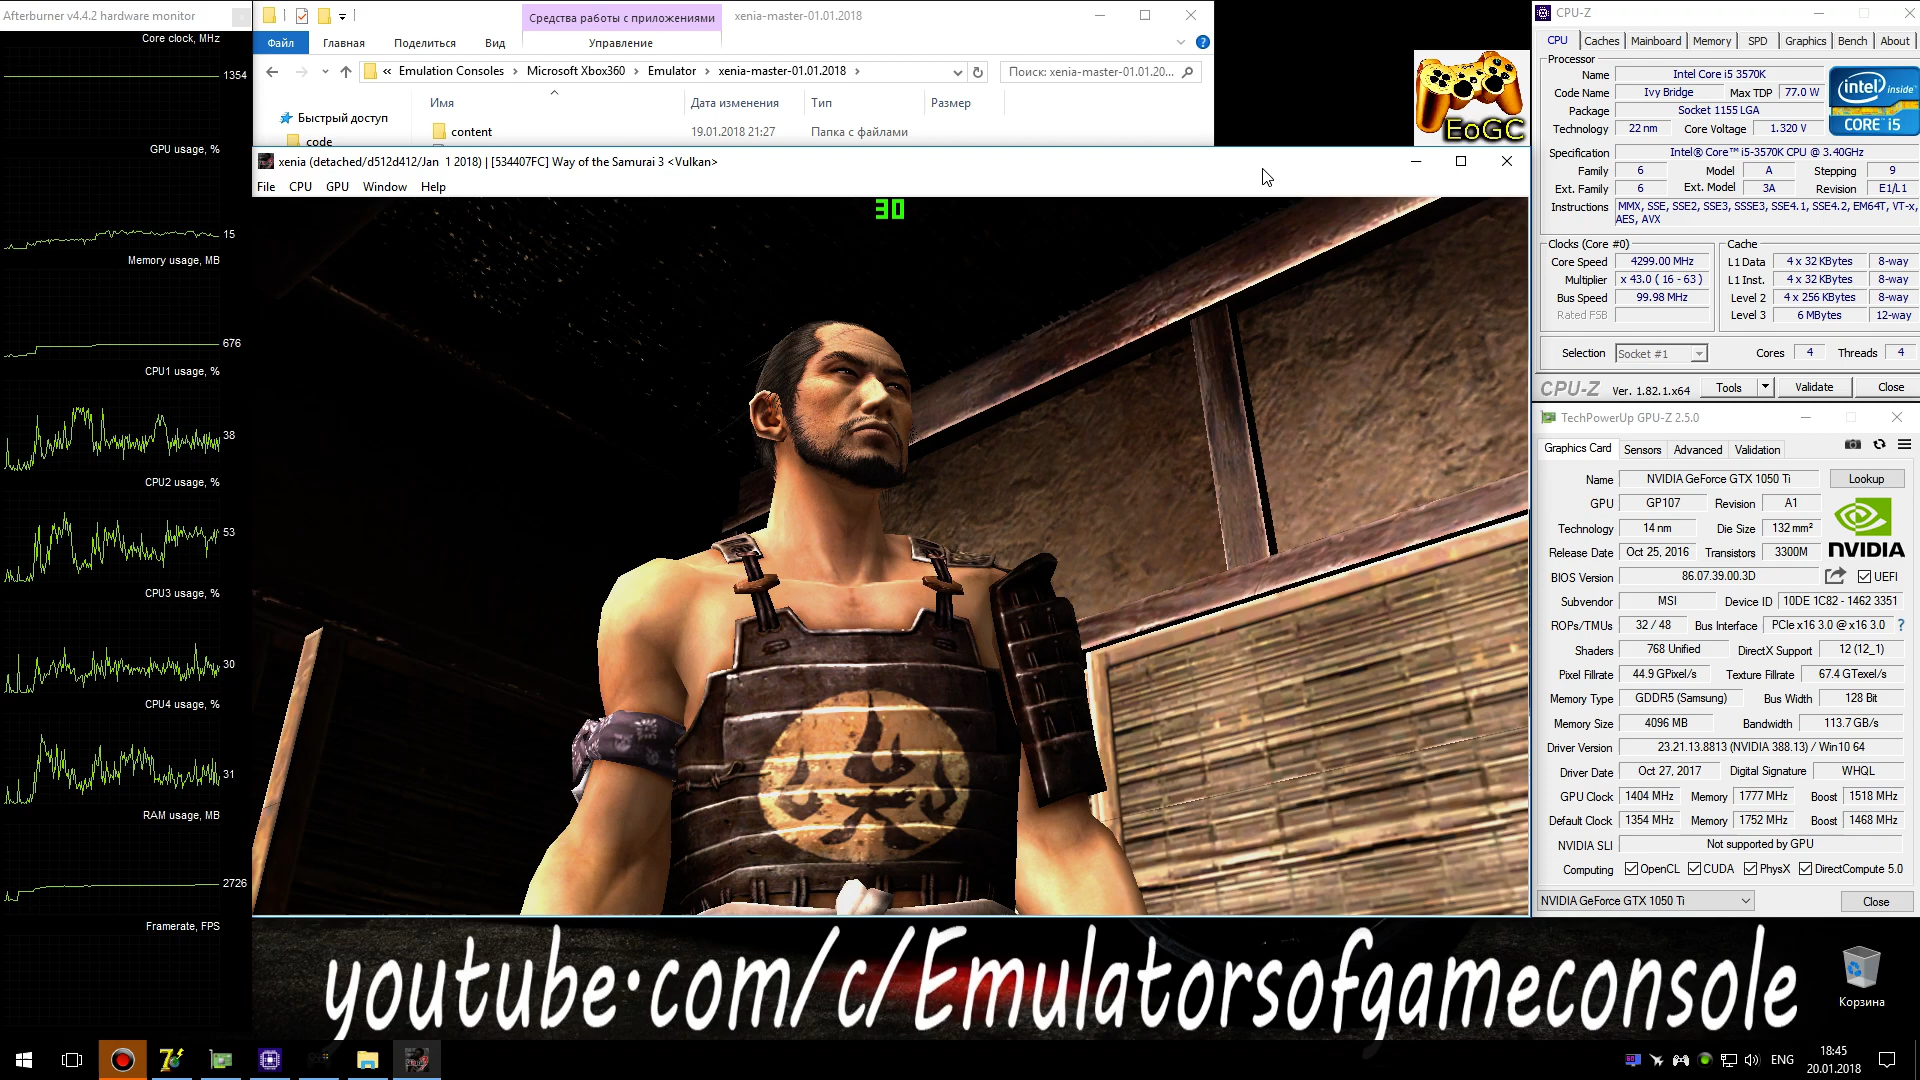 Afterburner v4.4.2 hardware monitor
Core clock, MHz
1354
GPU usage, %
15
Memory usage, MB
676
CPU1 usage, %
38
CPU2 usage, %
53
CPU3 usage, %
30
CPU4 usage, %
31
RAM usage, MB
2726
Framerate, FPS
Средства работы с приложениями
xenia-master-01.01.2018
Файл Главная Поделиться Вид Управление
« Emulation Consoles › Microsoft Xbox360 › Emulator › xenia-master-01.01.2018 ›
Поиск: xenia-master-01.01.20...
Имя Дата изменения Тип Размер
Быстрый доступ
code
content 19.01.2018 21:27 Папка с файлами
EoGC
xenia (detached/d512d412/Jan 1 2018) | [534407FC] Way of the Samurai 3 <Vulkan>
File CPU GPU Window Help
30
CPU-Z
CPU Caches Mainboard Memory SPD Graphics Bench About
Processor
Name Intel Core i5 3570K
Code Name Ivy Bridge Max TDP 77.0 W
Package Socket 1155 LGA
Technology 22 nm Core Voltage 1.320 V
intel inside™
CORE i5
Specification Intel® Core™ i5-3570K CPU @ 3.40GHz
Family 6 Model A Stepping 9
Ext. Family 6 Ext. Model 3A Revision E1/L1
Instructions MMX, SSE, SSE2, SSE3, SSSE3, SSE4.1, SSE4.2, EM64T, VT-x,
AES, AVX
Clocks (Core #0)
Core Speed 4299.00 MHz
Multiplier x 43.0 ( 16 - 63 )
Bus Speed 99.98 MHz
Rated FSB
Cache
L1 Data 4 x 32 KBytes 8-way
L1 Inst. 4 x 32 KBytes 8-way
Level 2 4 x 256 KBytes 8-way
Level 3 6 MBytes 12-way
Selection Socket #1 Cores 4 Threads 4
CPU-Z Ver. 1.82.1.x64 Tools Validate Close
TechPowerUp GPU-Z 2.5.0
Graphics Card Sensors Advanced Validation
Name NVIDIA GeForce GTX 1050 Ti Lookup
GPU GP107 Revision A1
Technology 14 nm Die Size 132 mm²
Release Date Oct 25, 2016 Transistors 3300M
NVIDIA
BIOS Version 86.07.39.00.3D UEFI
Subvendor MSI Device ID 10DE 1C82 - 1462 3351
ROPs/TMUs 32 / 48 Bus Interface PCIe x16 3.0 @ x16 3.0 ?
Shaders 768 Unified DirectX Support 12 (12_1)
Pixel Fillrate 44.9 GPixel/s Texture Fillrate 67.4 GTexel/s
Memory Type GDDR5 (Samsung) Bus Width 128 Bit
Memory Size 4096 MB Bandwidth 113.7 GB/s
Driver Version 23.21.13.8813 (NVIDIA 388.13) / Win10 64
Driver Date Oct 27, 2017 Digital Signature WHQL
GPU Clock 1404 MHz Memory 1777 MHz Boost 1518 MHz
Default Clock 1354 MHz Memory 1752 MHz Boost 1468 MHz
NVIDIA SLI Not supported by GPU
Computing OpenCL CUDA PhysX DirectCompute 5.0
NVIDIA GeForce GTX 1050 Ti Close
youtube.com/c/Emulatorsofgameconsole
Корзина
ENG
18:45
20.01.2018